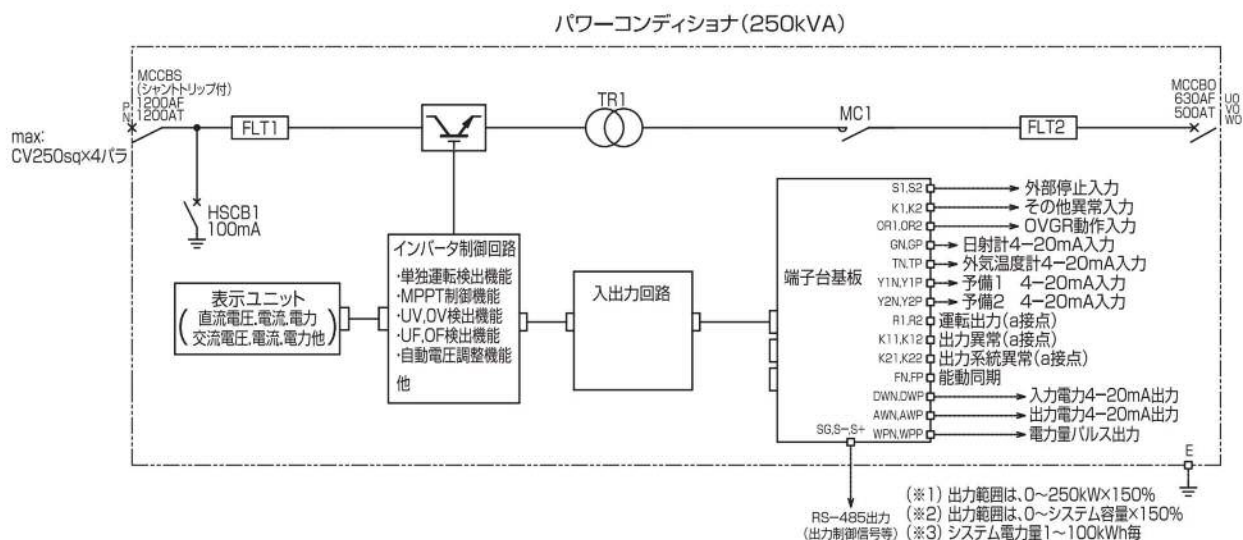 パワーコンディショナ(250kVA)
MCCBS
(シャントトリップ付)
1200AF
1200AT
P
N
max:
CV250sq×4パラ
FLT1
HSCB1
100mA
TR1
MC1
FLT2
MCCBO
630AF
500AT
UO
VO
WO
表示ユニット
(直流電圧.電流.電力
交流電圧.電流.電力他)
インバータ制御回路
・単独運転検出機能
・MPPT制御機能
・UV,OV検出機能
・UF,OF検出機能
・自動電圧調整機能
他
入出力回路
端子台基板
S1,S2 外部停止入力
K1,K2 その他異常入力
OR1,OR2 OVGR動作入力
GN,GP 日射計4−20mA入力
TN,TP 外気温度計4−20mA入力
Y1N,Y1P 予備1 4−20mA入力
Y2N,Y2P 予備2 4−20mA入力
R1,R2 運転出力(a接点)
K11,K12 出力異常(a接点)
K21,K22 出力系統異常(a接点)
FN,FP 能動同期
DWN,DWP 入力電力4−20mA出力
AWN,AWP 出力電力4−20mA出力
WPN,WPP 電力量パルス出力
SG,S−,S+
E
RS−485出力
(出力制御信号等)
(※1) 出力範囲は、0〜250kW×150%
(※2) 出力範囲は、0〜システム容量×150%
(※3) システム電力量1〜100kWh毎